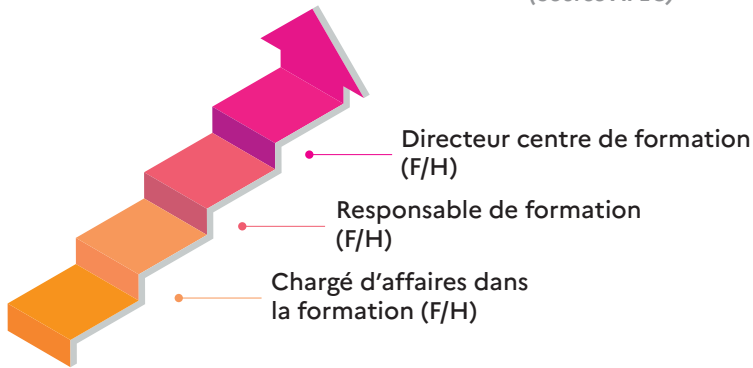 Directeur centre de formation
(F/H)
Responsable de formation
(F/H)
Chargé d'affaires dans
la formation (F/H)